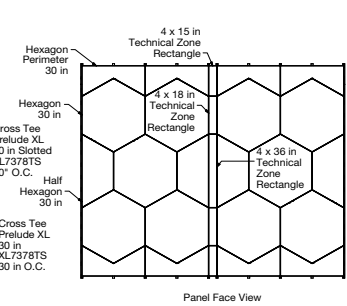 4 x 15 in
Technical Zone
Rectangle
Hexagon
Perimeter
30 in
Hexagon
30 in
4 x 18 in
Technical
Zone
Rectangle
ross Tee
relude XL
0 in Slotted
L7378TS
0" O.C.
4 x 36 in
Technical
Zone
Rectangle
Half
Hexagon
30 in
Cross Tee
Prelude XL
30 in
XL7378TS
30 in O.C.
Panel Face View